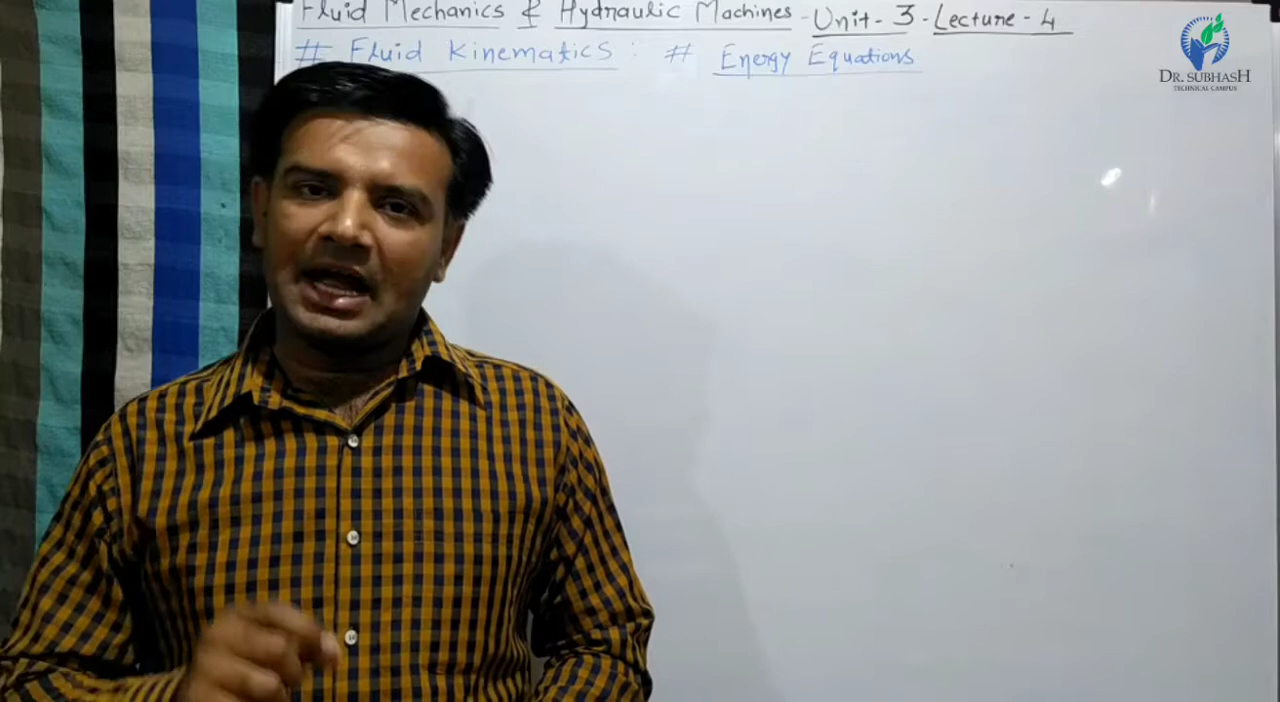 Fluid Mechanics & Hydraulic Machines - Unit - 3 - Lecture - 4
# Fluid Kinematics : # Energy Equations
DR. SUBHASH
TECHNICAL CAMPUS